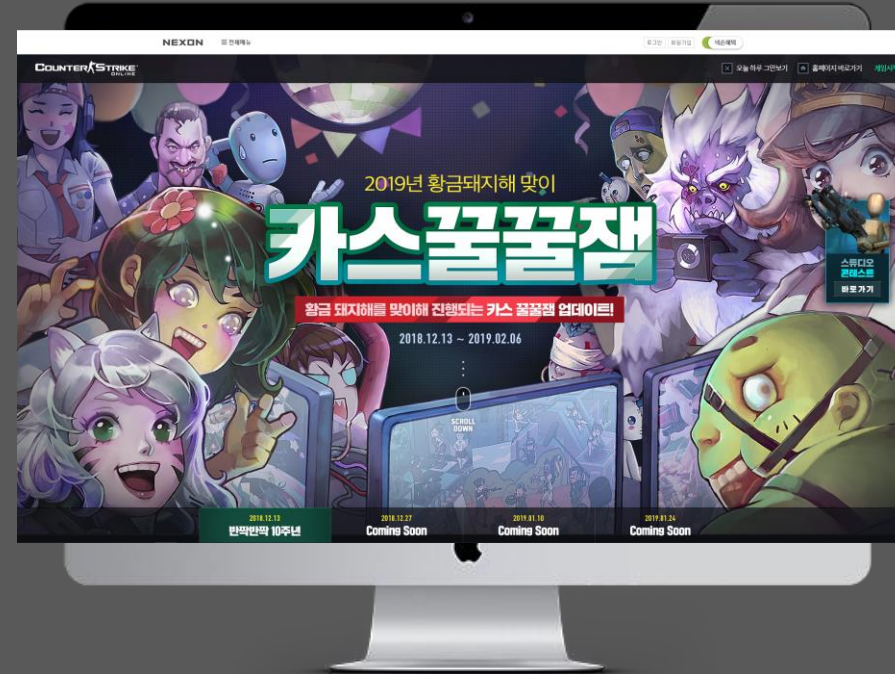 NEXON 전체메뉴
로그인 회원가입 넥슨혜택
COUNTER STRIKE
ONLINE
오늘 하루 그만보기 홈페이지 바로가기 게임시작
2019년 황금돼지해 맞이
카스꿀꿀잼
황금 돼지해를 맞이해 진행되는 카스 꿀꿀잼 업데이트!
2018.12.13 ~ 2019.02.06
SCROLL
DOWN
스튜디오
콘테스트
바로가기
2018.12.13
반짝반짝 10주년
2018.12.27
Coming Soon
2019.01.10
Coming Soon
2019.01.24
Coming Soon